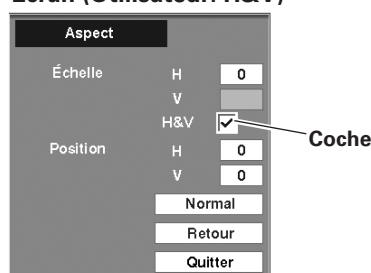 Écran (Utilisateur: H&V)
Aspect
Échelle H 0
V
H&V
Coche
Position H 0
V 0
Normal
Retour
Quitter